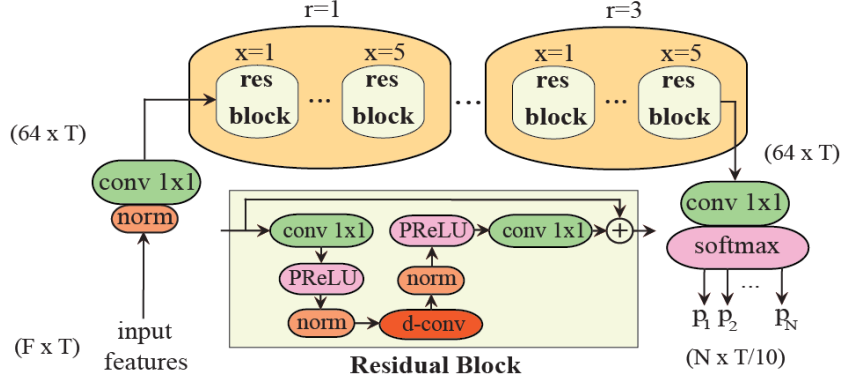 r=1
r=3
x=1
x=5
x=1
x=5
res
block
...
res
block
...
res
block
...
res
block
(64 x T)
(64 x T)
conv 1x1
norm
conv 1x1
PReLU
norm
d-conv
norm
PReLU
conv 1x1
+
conv 1x1
softmax
...
p1 p2 pN
input
features
(F x T)
(N x T/10)
Residual Block